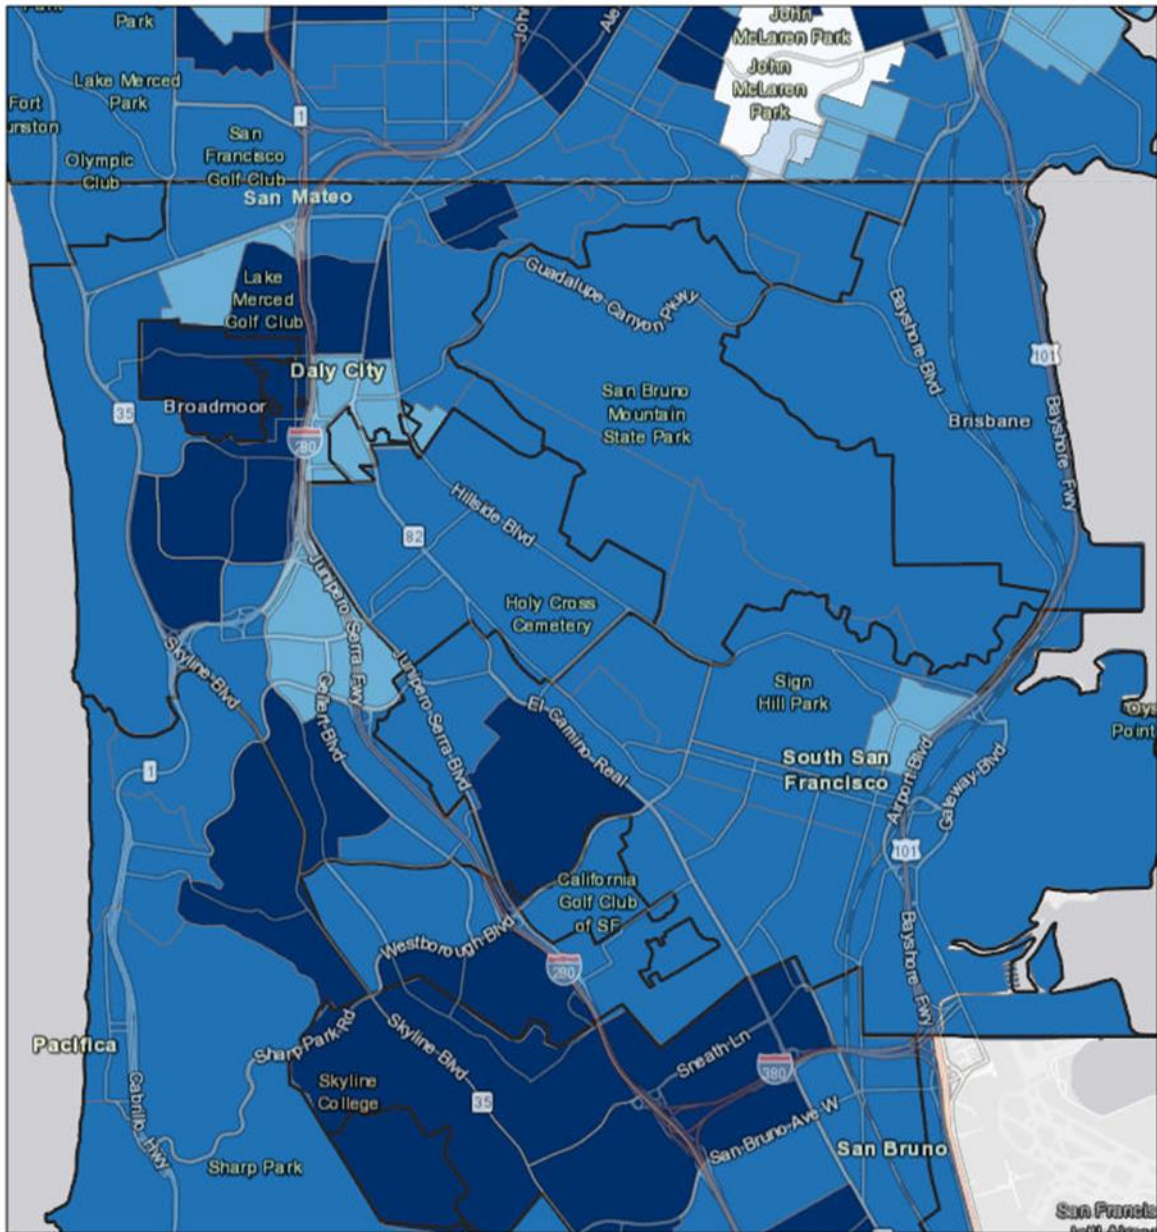 Park
Park
John
McLaren Park
John
McLaren
Park
Lake Merced
Park
Fort
1
San
Francisco
Golf Club
Olympic
Club
San Mateo
Lake
Merced
Golf Club
Guadalupe Canyon Pkwy
Bayshore Blvd
101
Daly City
San Bruno
Mountain
State Park
Broadmoor
35
Brisbane
280
Bayshore Fwy
Hillside Blvd
82
Junipero Serra Fwy
Holy Cross
Cemetery
Skyline Blvd
Junipero Serra Blvd
Gellert Blvd
El Camino Real
Sign
Hill Park
Point
South San
Francisco
1
Airport Blvd
Gateway Blvd
101
California
Golf Club
of SF
Westborough Blvd
280
Bayshore Fwy
Pacifica
Sharp Park Rd
Skyline Blvd
Sneath Ln
380
Skyline
College
35
Cabrillo Hwy
San Bruno Ave W
San Bruno
Sharp Park